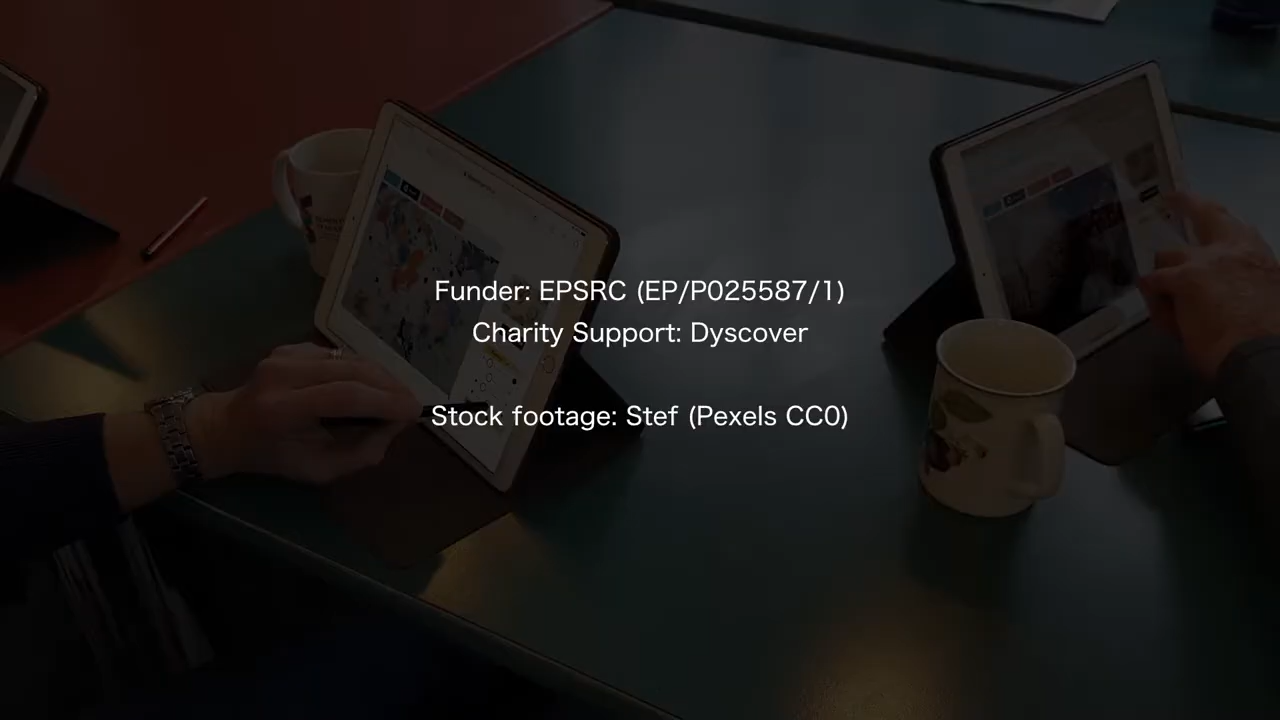 Funder: EPSRC (EP/P025587/1)
Charity Support: Dyscover
Stock footage: Stef (Pexels CC0)